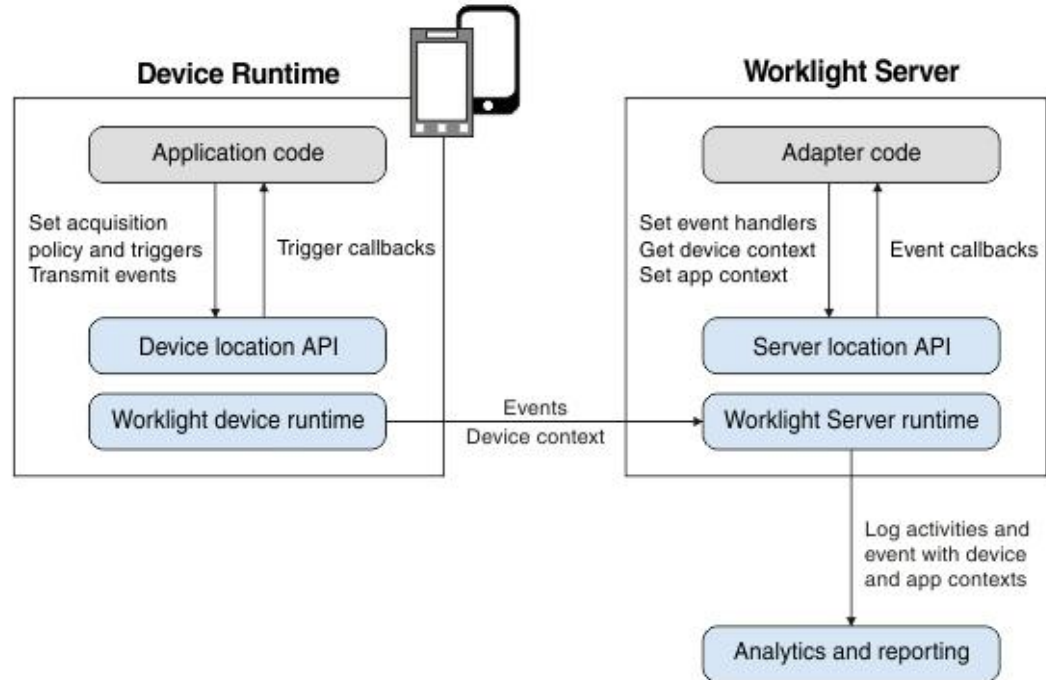 Device Runtime
Application code
Set acquisition
policy and triggers
Transmit events
Trigger callbacks
Device location API
Worklight device runtime
Events
Device context
Worklight Server
Adapter code
Set event handlers
Get device context
Set app context
Event callbacks
Server location API
Worklight Server runtime
Log activities and
event with device
and app contexts
Analytics and reporting